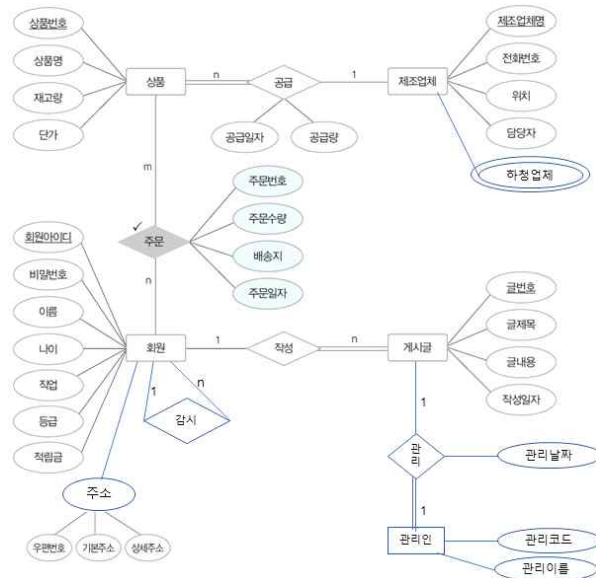 상품번호
상품명
재고량
단가
상품
n
공급
1
제조업체
공급일자
공급량
제조업체명
전화번호
위치
담당자
하청업체
m
주문
n
주문번호
주문수량
배송지
주문일자
회원아이디
비밀번호
이름
나이
직업
등급
적립금
회원
1
작성
n
게시글
글번호
글제목
글내용
작성일자
1
n
감시
주소
우편번호
기본주소
상세주소
1
관리
관리날짜
1
관리인
관리코드
관리이름